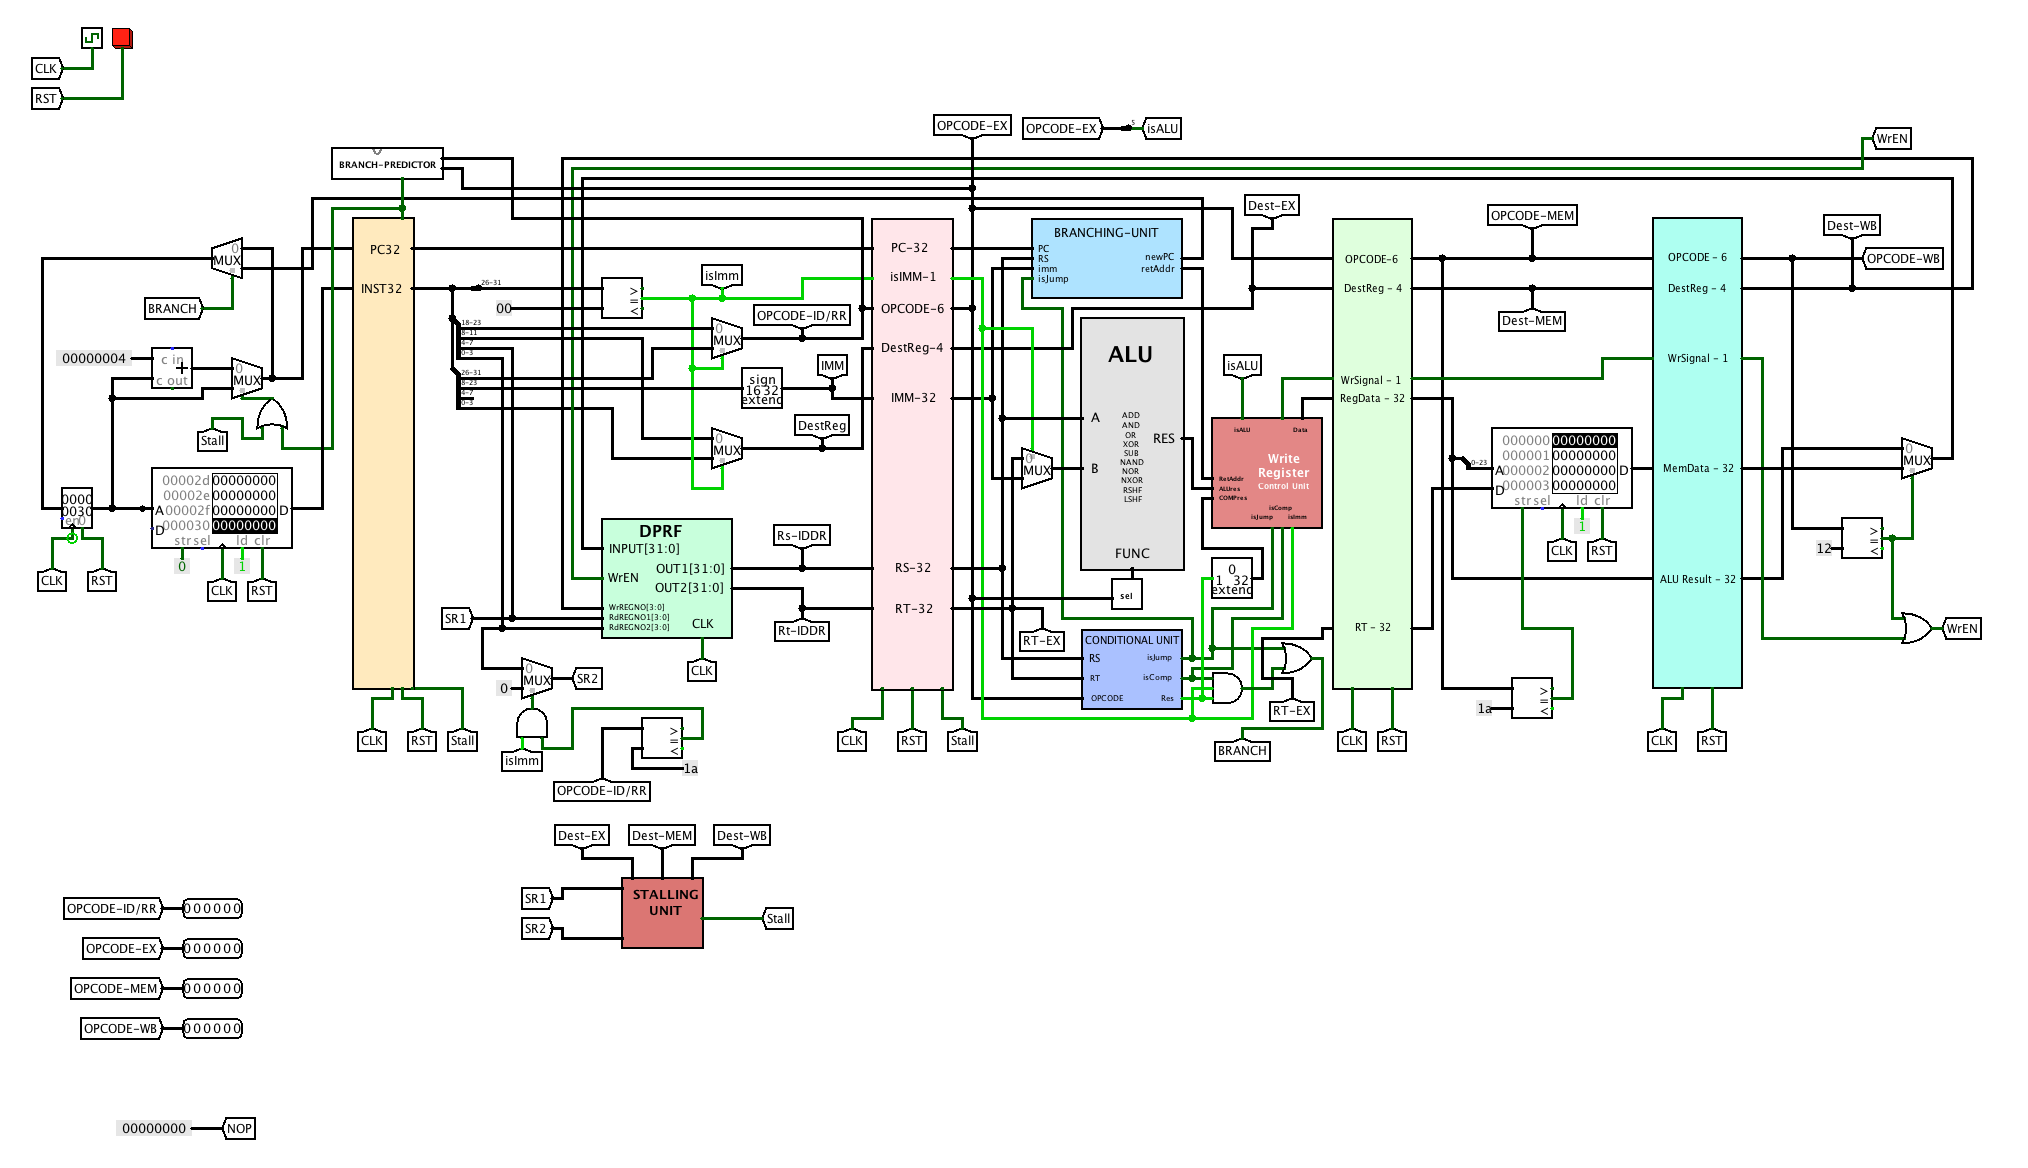 CLK
RST
BRANCH-PREDICTOR
OPCODE-EX
OPCODE-EX
5
isALU
WrEN
MUX
0
BRANCH
00000004
c in
+
c out
0
MUX
Stall
00002d 00000000
00002e 00000000
00002f 00000000
000030 00000000
A
D
D
str sel
ld clr
0
1
0000
0030
en
0
CLK
RST
CLK
RST
PC32
INST32
CLK
RST
Stall
26-31
00
>
=
<
18-23
8-11
4-7
0-3
26-31
8-23
4-7
0-3
isImm
0
MUX
OPCODE-ID/RR
IMM
sign
16 32
extend
DestReg
0
MUX
DPRF
INPUT[31:0]
OUT1[31:0]
WrEN
OUT2[31:0]
WrREGNO[3:0]
RdREGNO1[3:0]
RdREGNO2[3:0]
CLK
Rs-IDDR
Rt-IDDR
CLK
SR1
0
MUX
0
SR2
isImm
>
=
<
1a
OPCODE-ID/RR
PC-32
isIMM-1
OPCODE-6
DestReg-4
IMM-32
RS-32
RT-32
CLK
RST
Stall
BRANCHING-UNIT
PC
RS
imm
isJump
newPC
retAddr
ALU
A
B
ADD
AND
OR
XOR
SUB
NAND
NOR
NXOR
RSHF
LSHF
RES
FUNC
sel
0
MUX
RT-EX
CONDITIONAL UNIT
RS
RT
OPCODE
isJump
isComp
Res
Dest-EX
isALU
isALU
Data
Write
Register
Control Unit
RetAddr
ALUres
COMPres
isComp
isJump
isImm
0
1 32
extend
RT-EX
BRANCH
OPCODE-6
DestReg - 4
WrSignal - 1
RegData - 32
RT - 32
CLK
RST
OPCODE-MEM
Dest-MEM
0-23
000000 00000000
000001 00000000
000002 00000000
000003 00000000
A
D
D
str sel
ld clr
1
CLK
RST
1a
>
=
<
OPCODE - 6
DestReg - 4
WrSignal - 1
MemData - 32
ALU Result - 32
CLK
RST
Dest-WB
OPCODE-WB
0
MUX
12
>
=
<
WrEN
Dest-EX
Dest-MEM
Dest-WB
SR1
SR2
STALLING
UNIT
Stall
OPCODE-ID/RR
000000
OPCODE-EX
000000
OPCODE-MEM
000000
OPCODE-WB
000000
00000000
NOP